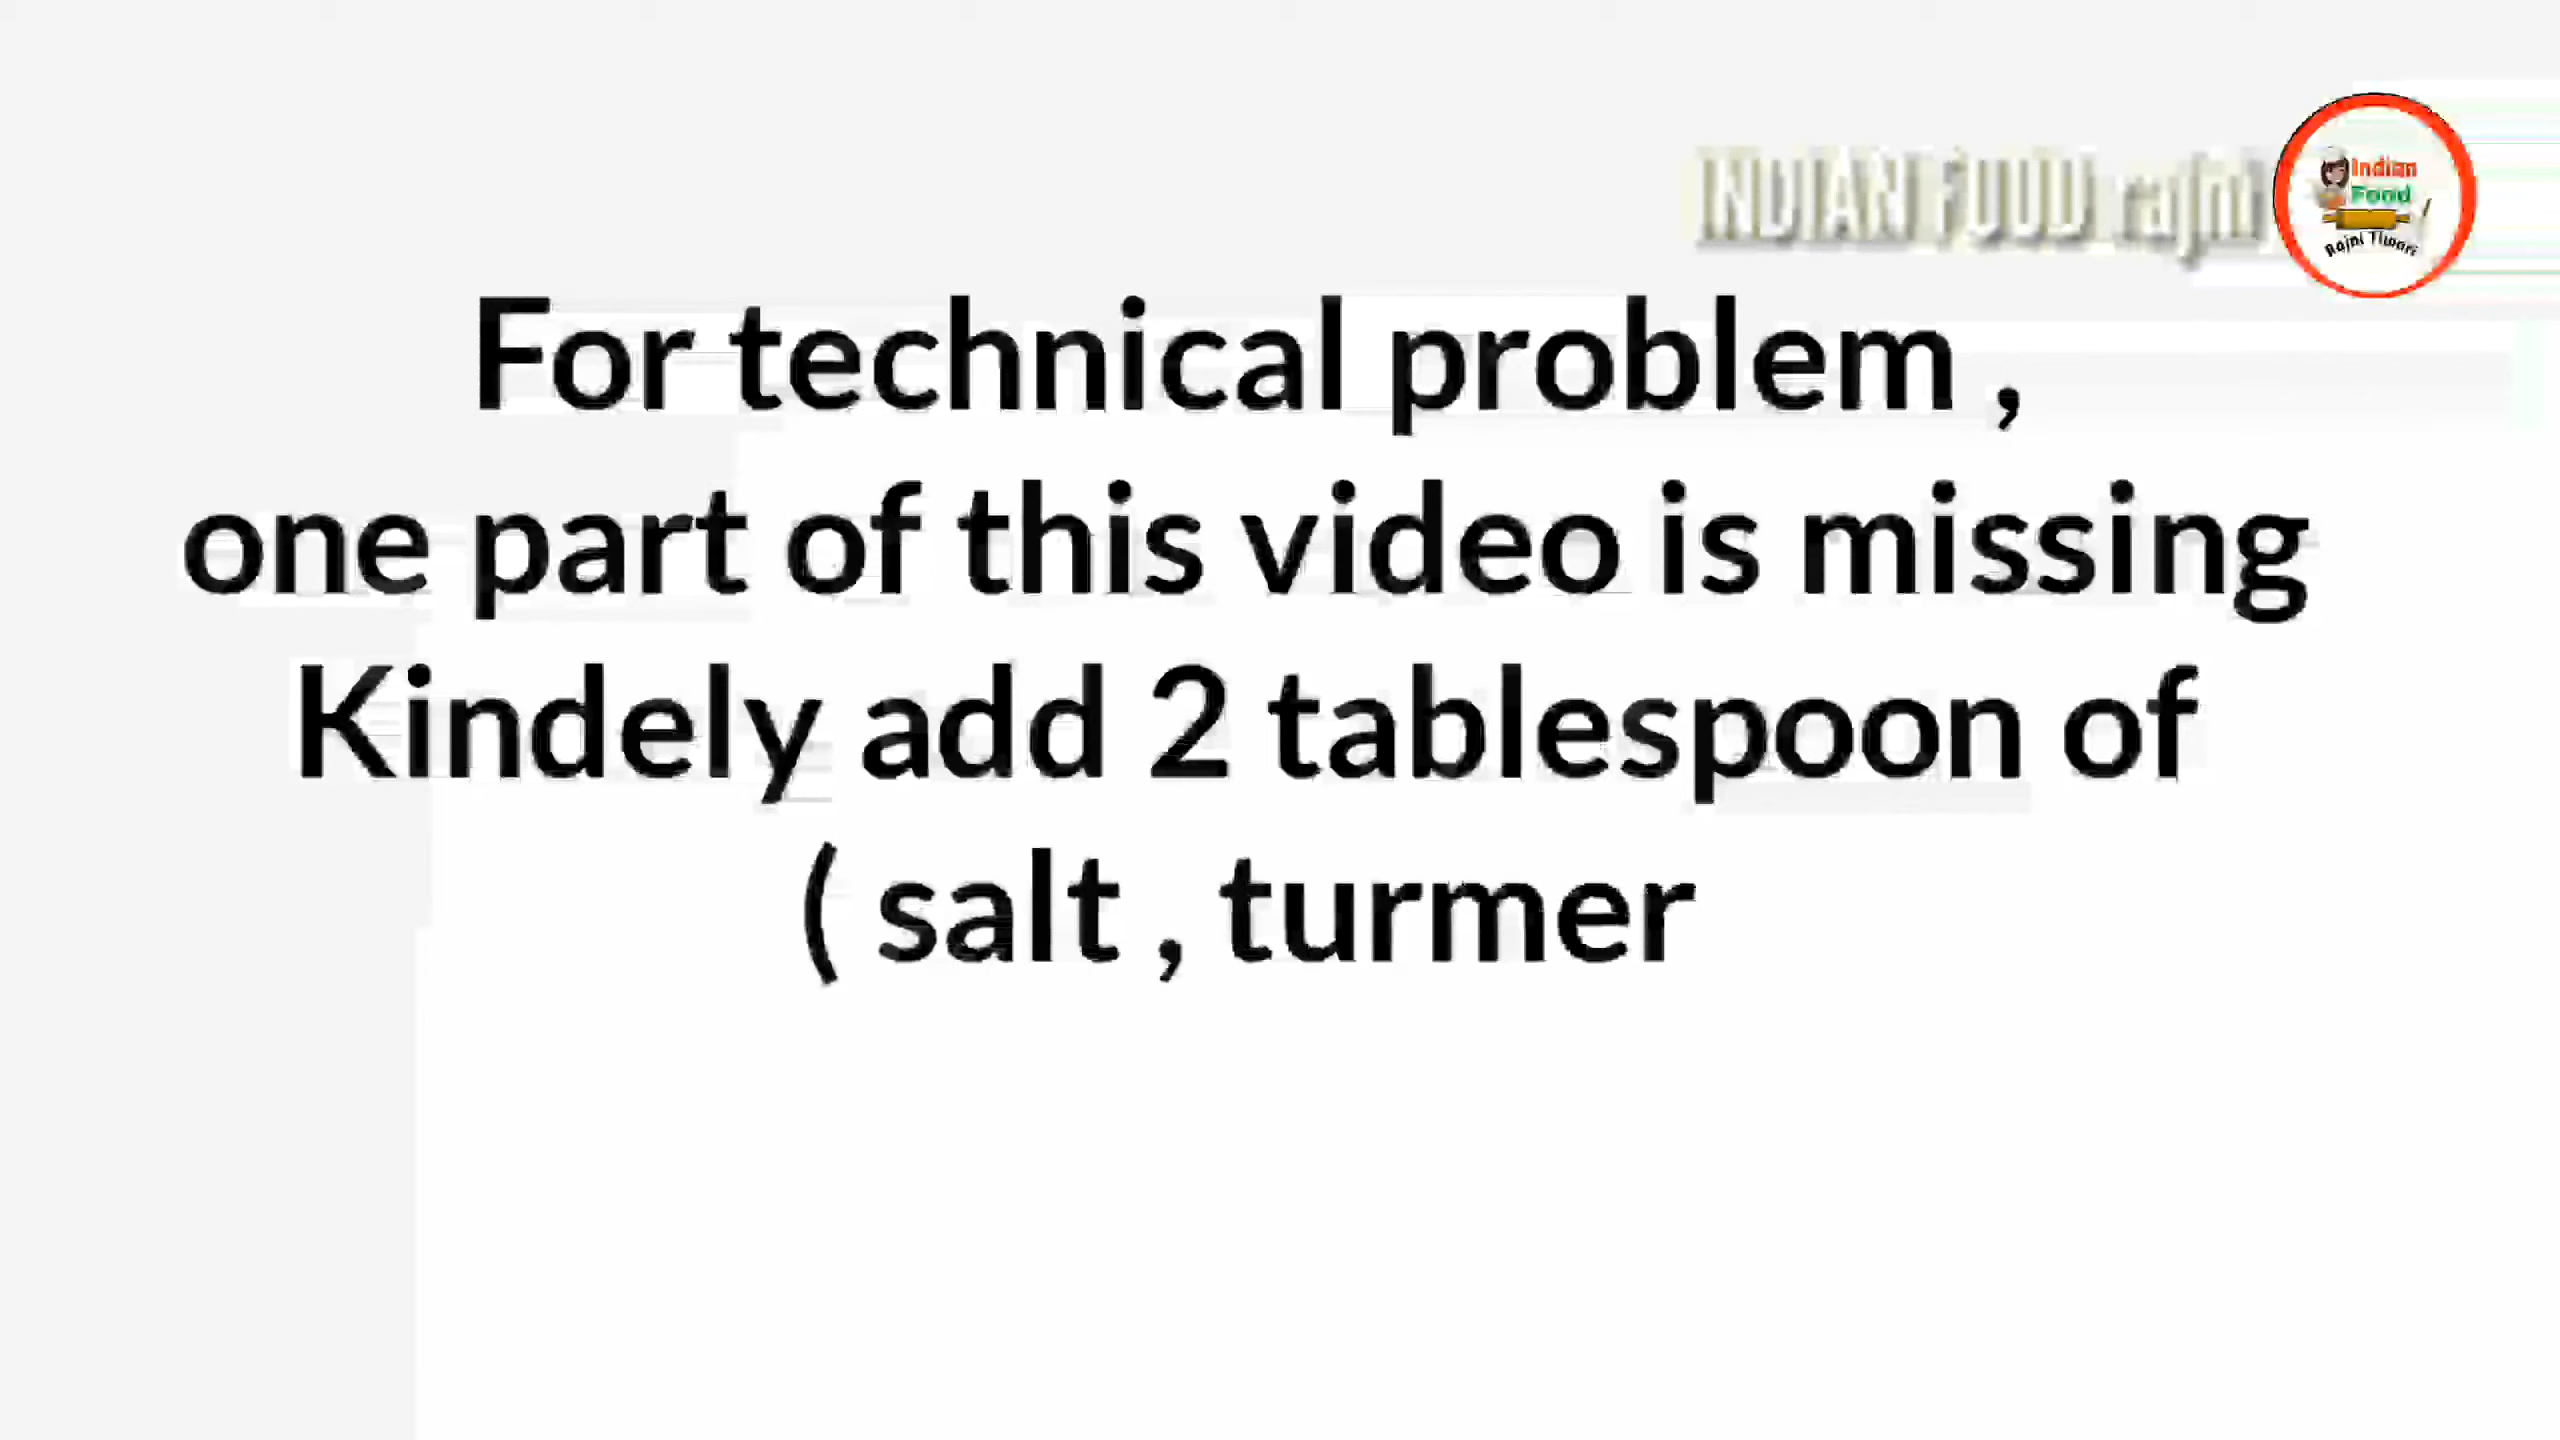 INDIAN FOOD rajni
Indian
Food
Rajni Tiwari
For technical problem ,
one part of this video is missing
Kindely add 2 tablespoon of
( salt , turmer